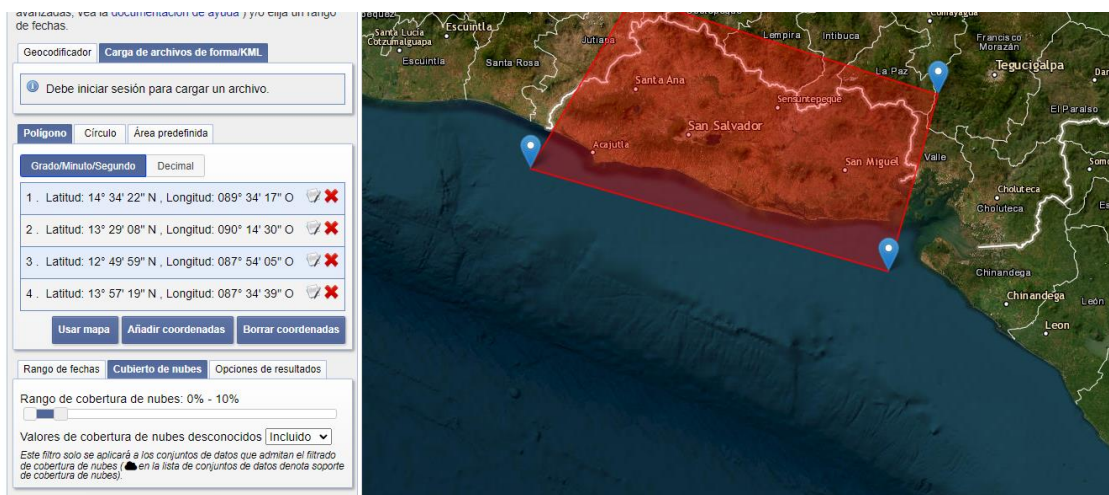 avanzadas, vea la documentación de ayuda ) y/o elija un rango
de fechas.
Geocodificador
Carga de archivos de forma/KML
Debe iniciar sesión para cargar un archivo.
Polígono
Círculo
Área predefinida
Grado/Minuto/Segundo
Decimal
1 . Latitud: 14° 34' 22" N , Longitud: 089° 34' 17" O
2 . Latitud: 13° 29' 08" N , Longitud: 090° 14' 30" O
3 . Latitud: 12° 49' 59" N , Longitud: 087° 54' 05" O
4 . Latitud: 13° 57' 19" N , Longitud: 087° 34' 39" O
Usar mapa
Añadir coordenadas
Borrar coordenadas
Rango de fechas
Cubierto de nubes
Opciones de resultados
Rango de cobertura de nubes: 0% - 10%
Valores de cobertura de nubes desconocidos Incluido
Este filtro solo se aplicará a los conjuntos de datos que admitan el filtrado
de cobertura de nubes ( en la lista de conjuntos de datos denota soporte
de cobertura de nubes).
Santa Lucia
Cotzumalguapa
Escuintla
Escuintla
Santa Rosa
Jutiapa
Lempira
Intibuca
Comayagua
Francisco
Morazán
La Paz
Tegucigalpa
El Paraíso
Santa Ana
Sensuntepeque
San Salvador
Acajutla
San Miguel
Valle
Choluteca
Choluteca
Chinandega
Chinandega
León
Leon